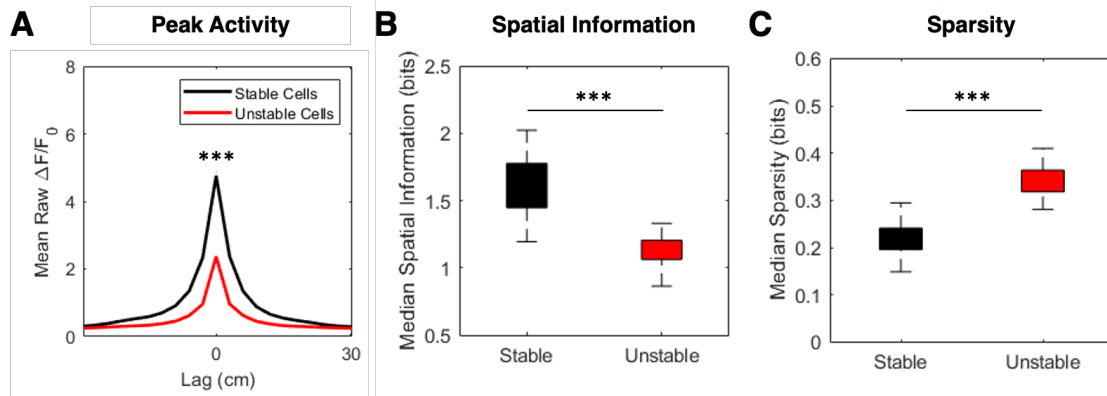 A
Peak Activity
8
6
4
2
0
Mean Raw ΔF/F0
Stable Cells
Unstable Cells
***
0
30
Lag (cm)
B
Spatial Information
2.5
2
1.5
1
0.5
Median Spatial Information (bits)
***
Stable
Unstable
C
Sparsity
0.6
0.5
0.4
0.3
0.2
0.1
0
Median Sparsity (bits)
***
Stable
Unstable